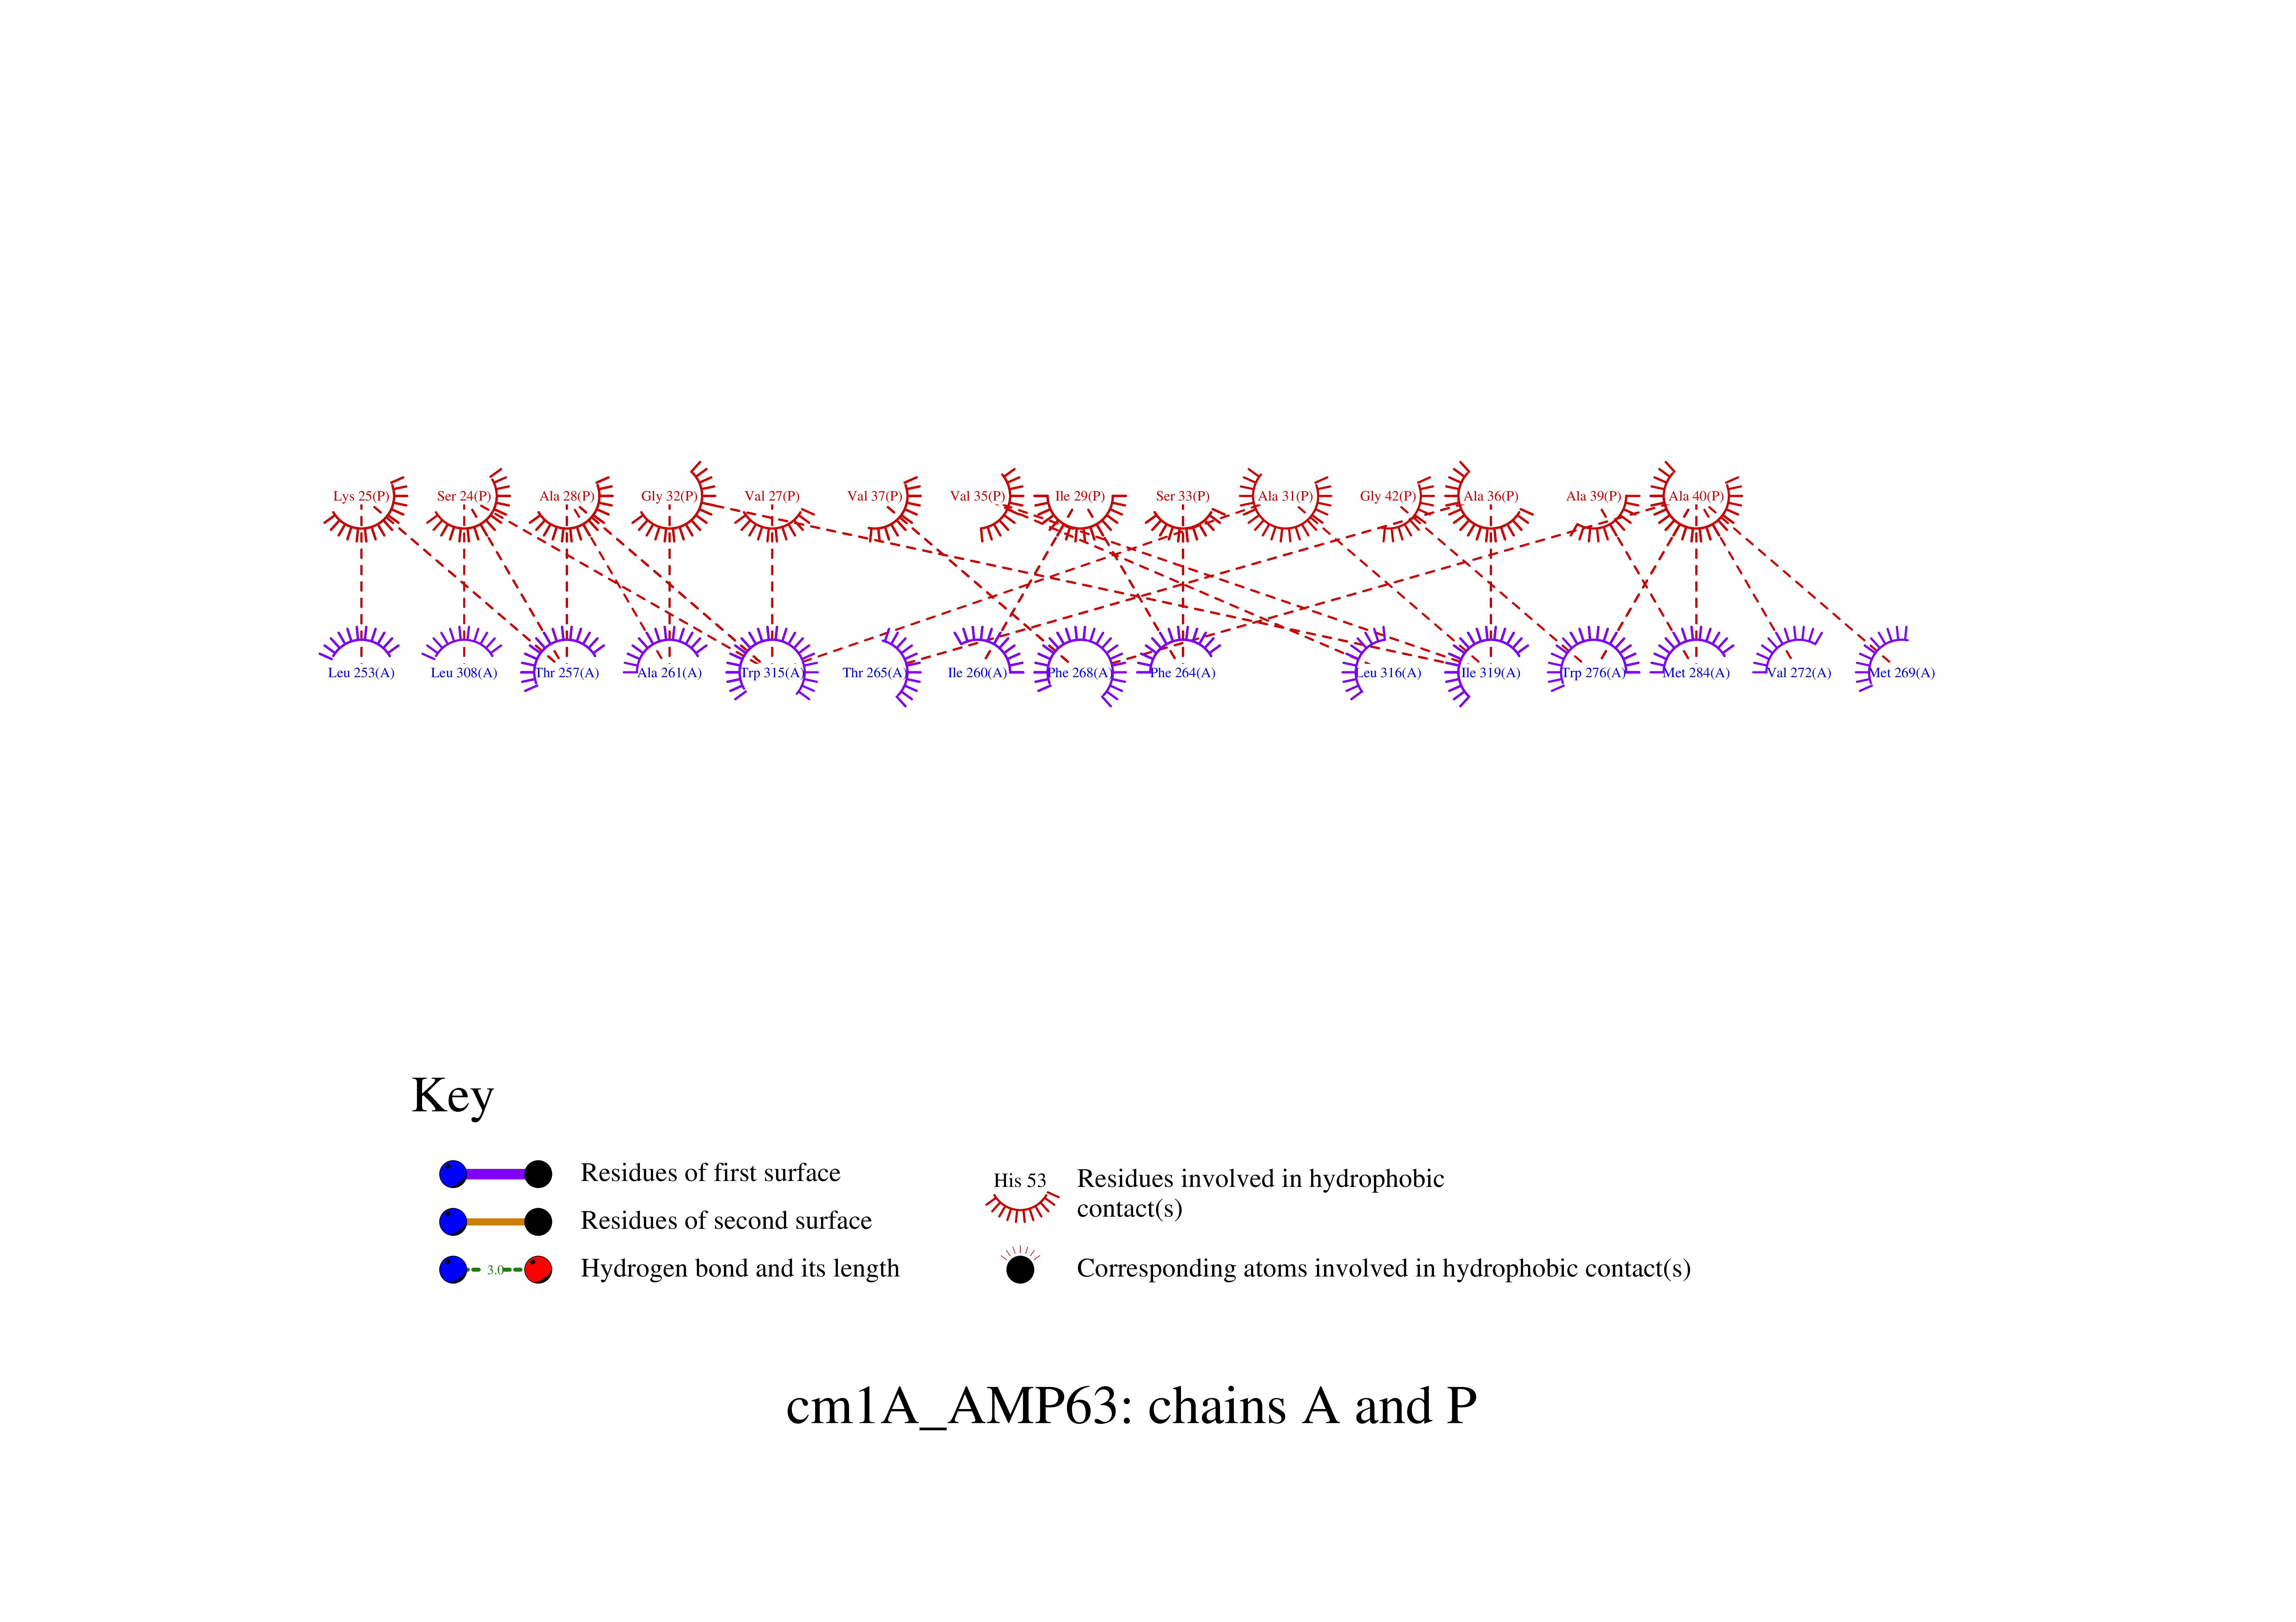 Lys 25(P) Ser 24(P) Ala 28(P) Gly 32(P) Val 27(P) Val 37(P) Val 35(P) Ile 29(P) Ser 33(P) Ala 31(P) Gly 42(P) Ala 36(P) Ala 39(P) Ala 40(P)
Leu 253(A) Leu 308(A) Thr 257(A) Ala 261(A) Trp 315(A) Thr 265(A) Ile 260(A) Phe 268(A) Phe 264(A) Leu 316(A) Ile 319(A) Trp 276(A) Met 284(A) Val 272(A) Met 269(A)
Key
Residues of first surface
Residues of second surface
3.0 Hydrogen bond and its length
His 53 Residues involved in hydrophobic
contact(s)
Corresponding atoms involved in hydrophobic contact(s)
cm1A_AMP63: chains A and P